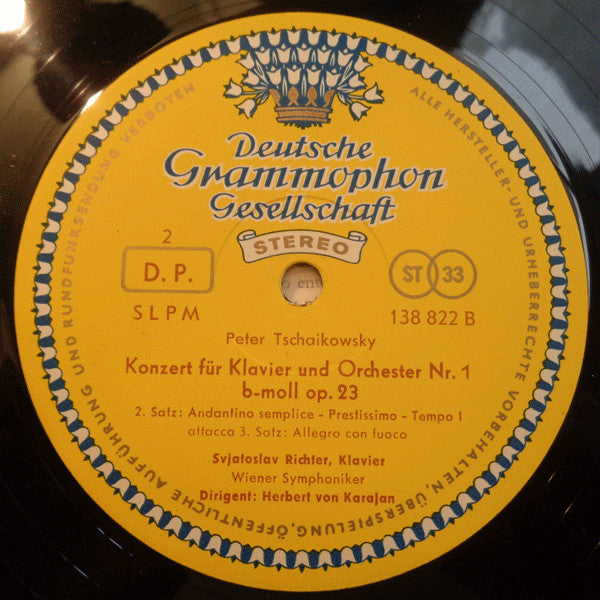 Deutsche
Grammophon
Gesellschaft
STEREO
2
D. P.
SLPM
ST 33
138 822 B
Peter Tschaikowsky
Konzert für Klavier und Orchester Nr. 1
b-moll op. 23
2. Satz: Andantino semplice – Prestissimo – Tempo I
attacca 3. Satz: Allegro con fuoco
Svjatoslav Richter, Klavier
Wiener Symphoniker
Dirigent: Herbert von Karajan
ALLE HERSTELLER- UND URHEBERRECHTE VORBEHALTEN, ÜBERSPIELUNG, ÖFFENTLICHE AUFFÜHRUNG UND RUNDFUNKSENDUNG VERBOTEN